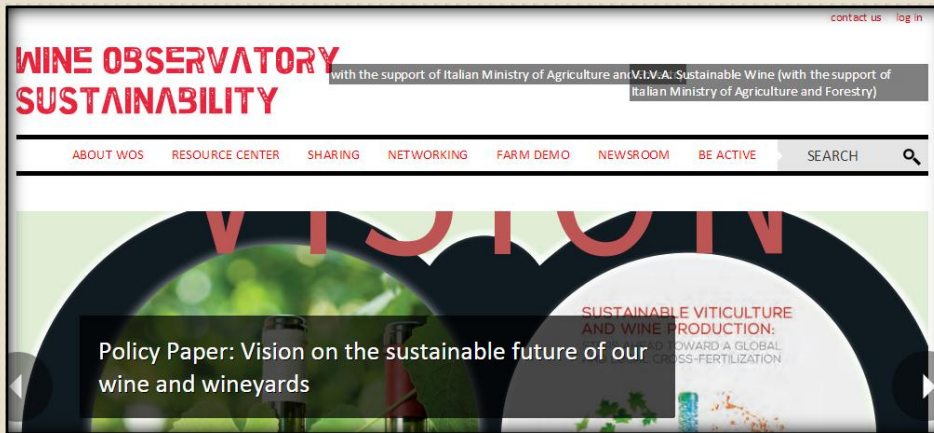 contact us log in
WINE OBSERVATORY
SUSTAINABILITY
with the support of Italian Ministry of Agriculture and
V.I.V.A. Sustainable Wine (with the support of
Italian Ministry of Agriculture and Forestry)
ABOUT WOS RESOURCE CENTER SHARING NETWORKING FARM DEMO NEWSROOM BE ACTIVE SEARCH
VISION
SUSTAINABLE VITICULTURE
AND WINE PRODUCTION:
AHEAD TOWARD A GLOBAL
CROSS-FERTILIZATION
Policy Paper: Vision on the sustainable future of our
wine and wineyards